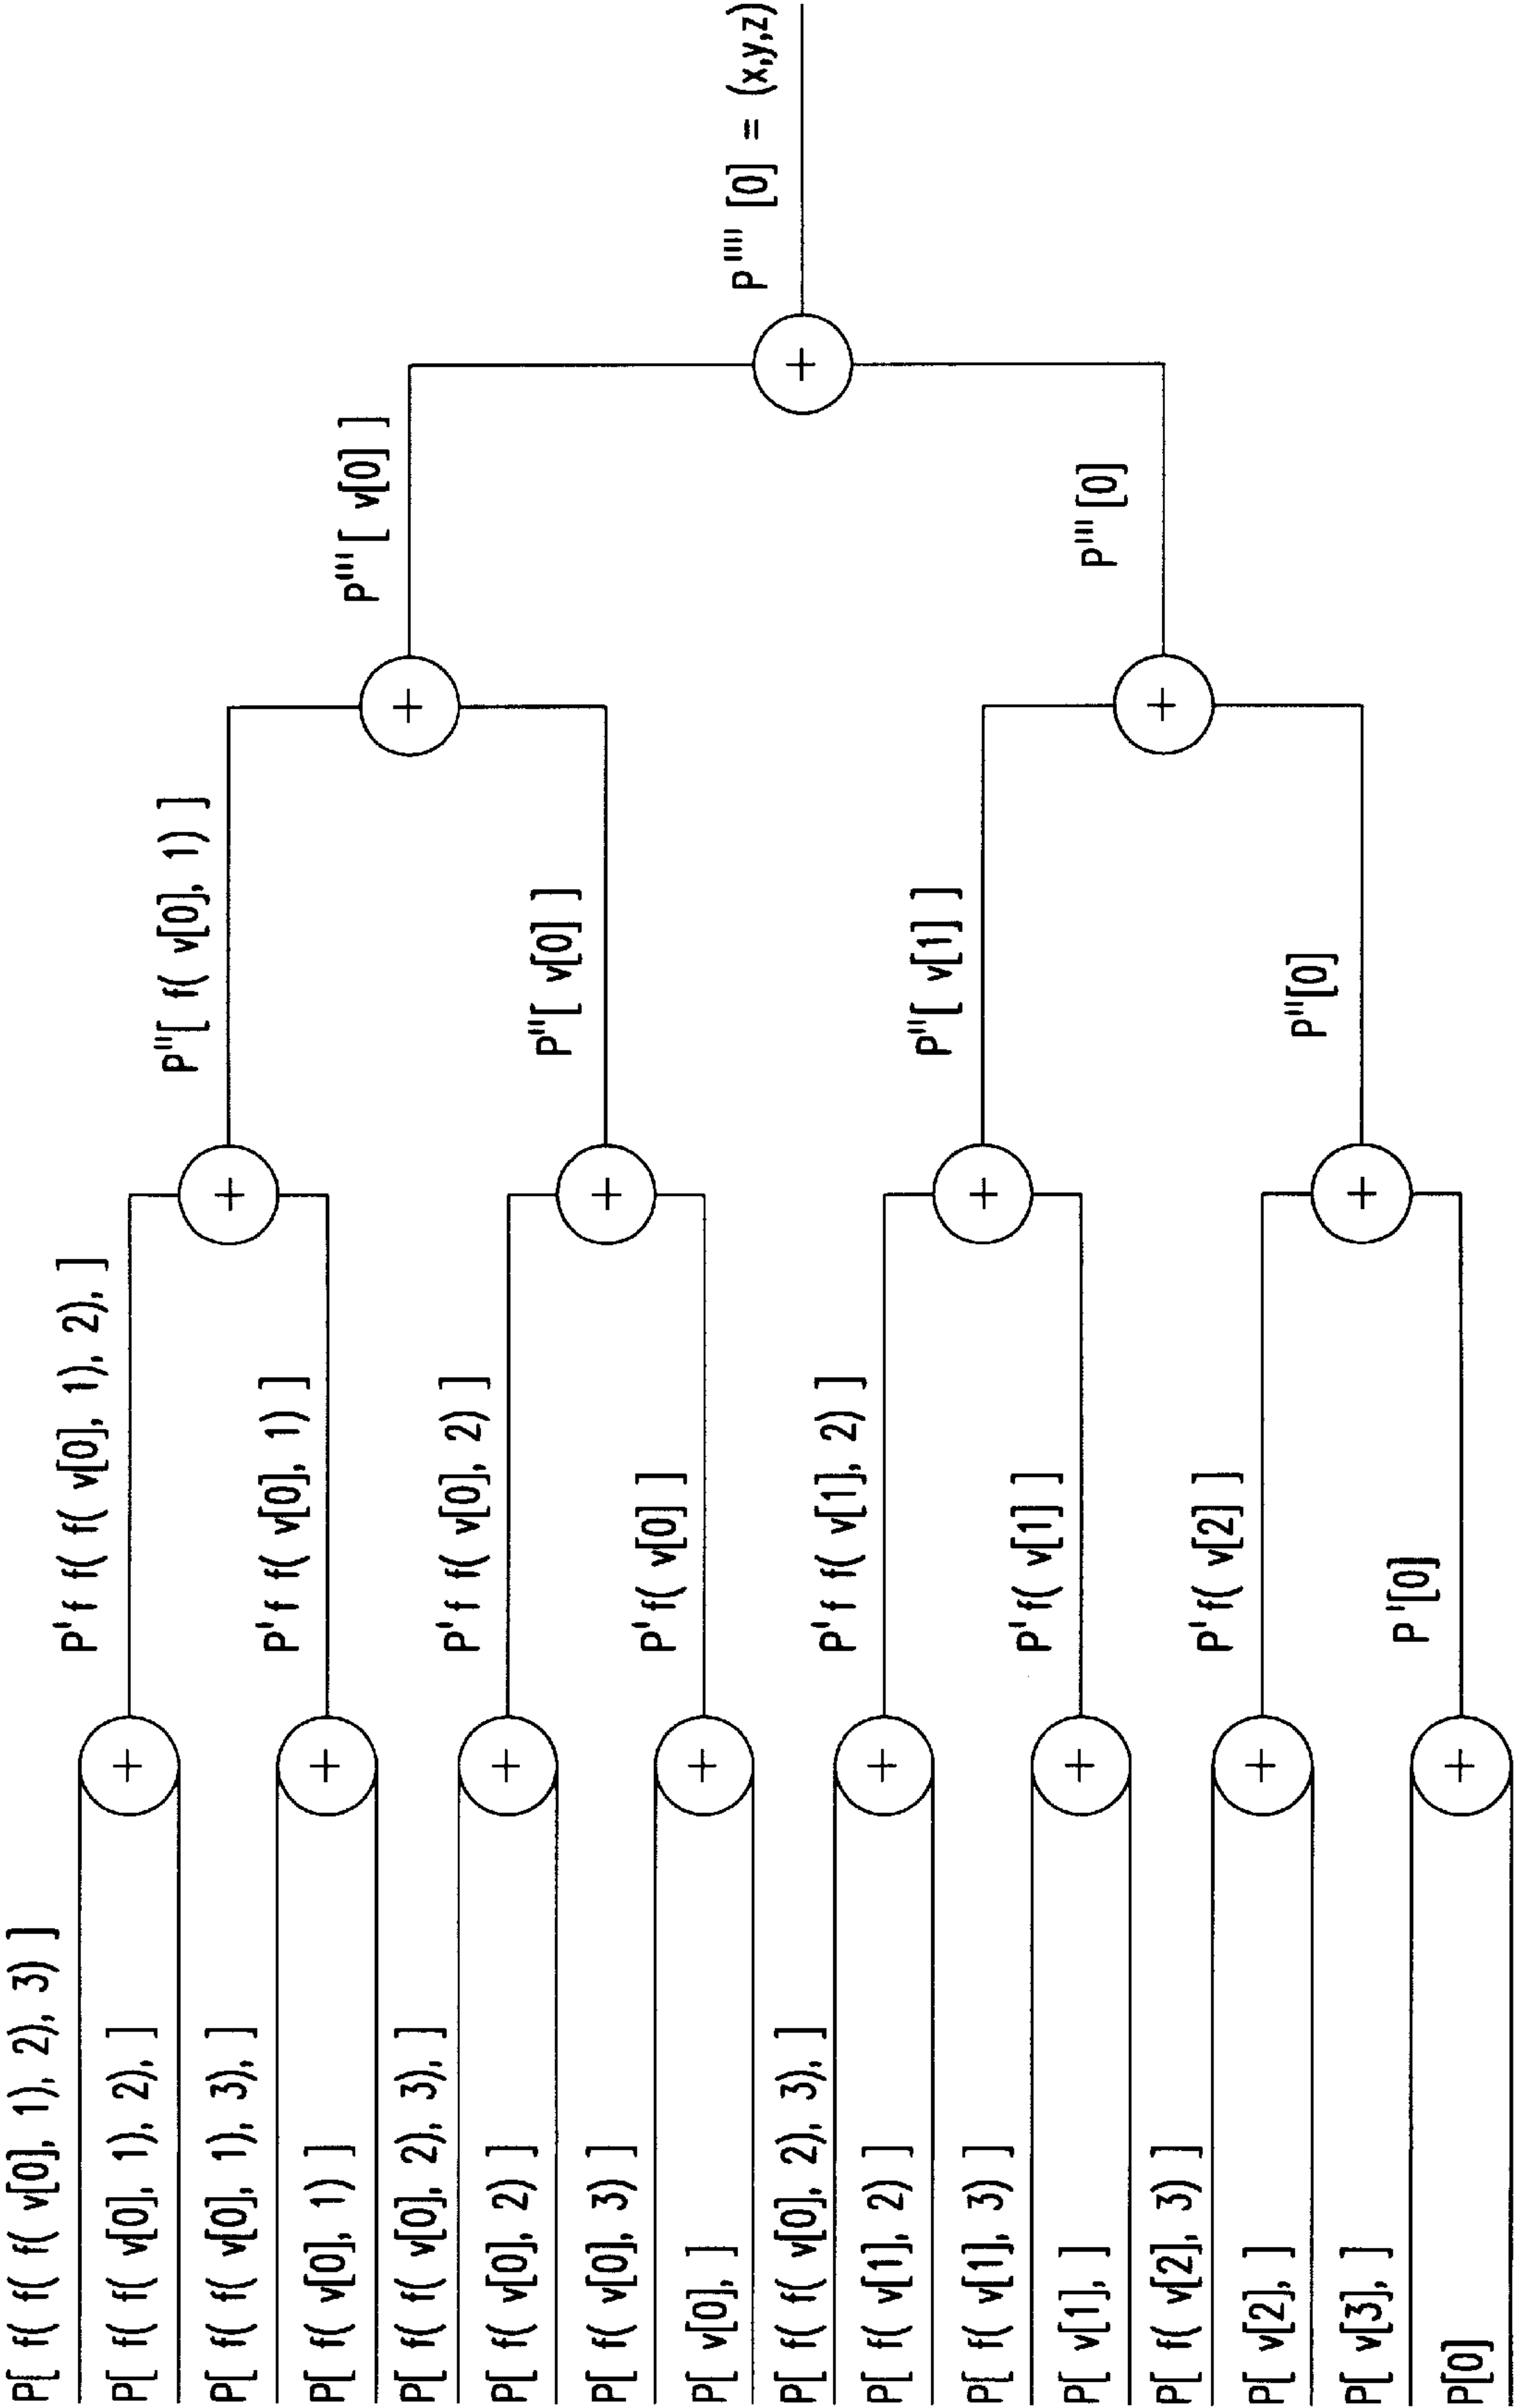 P[ f( f( f( v[0], 1), 2), 3) ]
P[ f( f( v[0], 1), 2), ]
P[ f( f( v[0], 1), 3), ]
P[ f( v[0], 1) ]
P[ f( f( v[0], 2), 3), ]
P[ f( v[0], 2) ]
P[ f( v[0], 3) ]
P[ v[0], ]
P[ f( f( v[0], 2), 3), ]
P[ f( v[1], 2) ]
P[ f( v[1], 3) ]
P[ v[1], ]
P[ f( v[2], 3) ]
P[ v[2], ]
P[ v[3], ]
P[0]
+
+
+
+
+
+
+
+
P'f f( f( v[0], 1), 2), ]
P'f f( v[0], 1) ]
P'f f( v[0], 2) ]
P'f( v[0] ]
P'f f( v[1], 2) ]
P'f( v[1] ]
P'f( v[2] ]
P'[0]
+
+
+
+
P''[ f( v[0], 1) ]
P''[ v[0] ]
P''[ v[1] ]
P''[0]
+
+
P'''[ v[0] ]
P'''[0]
+
P'''' [0] = (x,y,z)